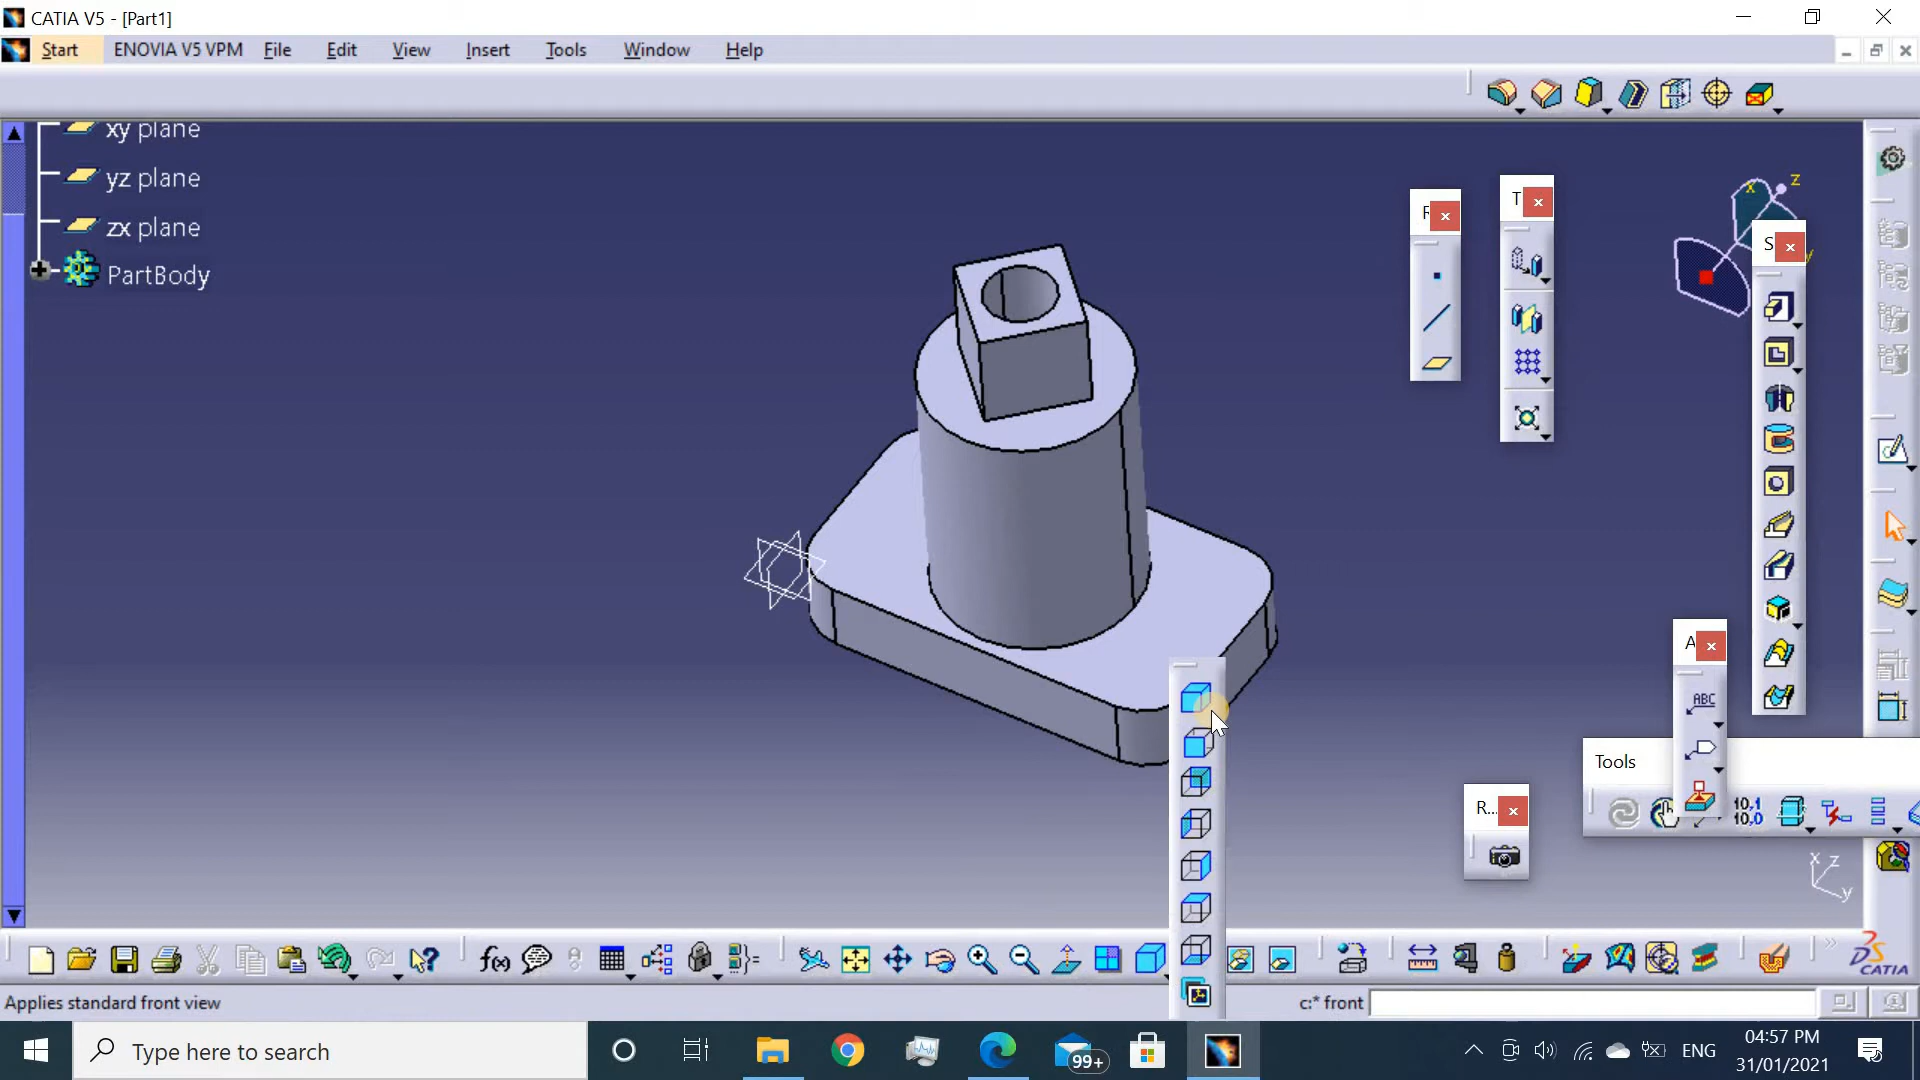 CATIA V5 - [Part1]
Start ENOVIA V5 VPM File Edit View Insert Tools Window Help
xy plane
yz plane
zx plane
PartBody
F
T
S
x
z
y
A
ABC
Tools
10,1
10,0
R...
x z
y
f(x)
Applies standard front view
c:* front
CATIA
Type here to search
99+
ENG
04:57 PM
31/01/2021